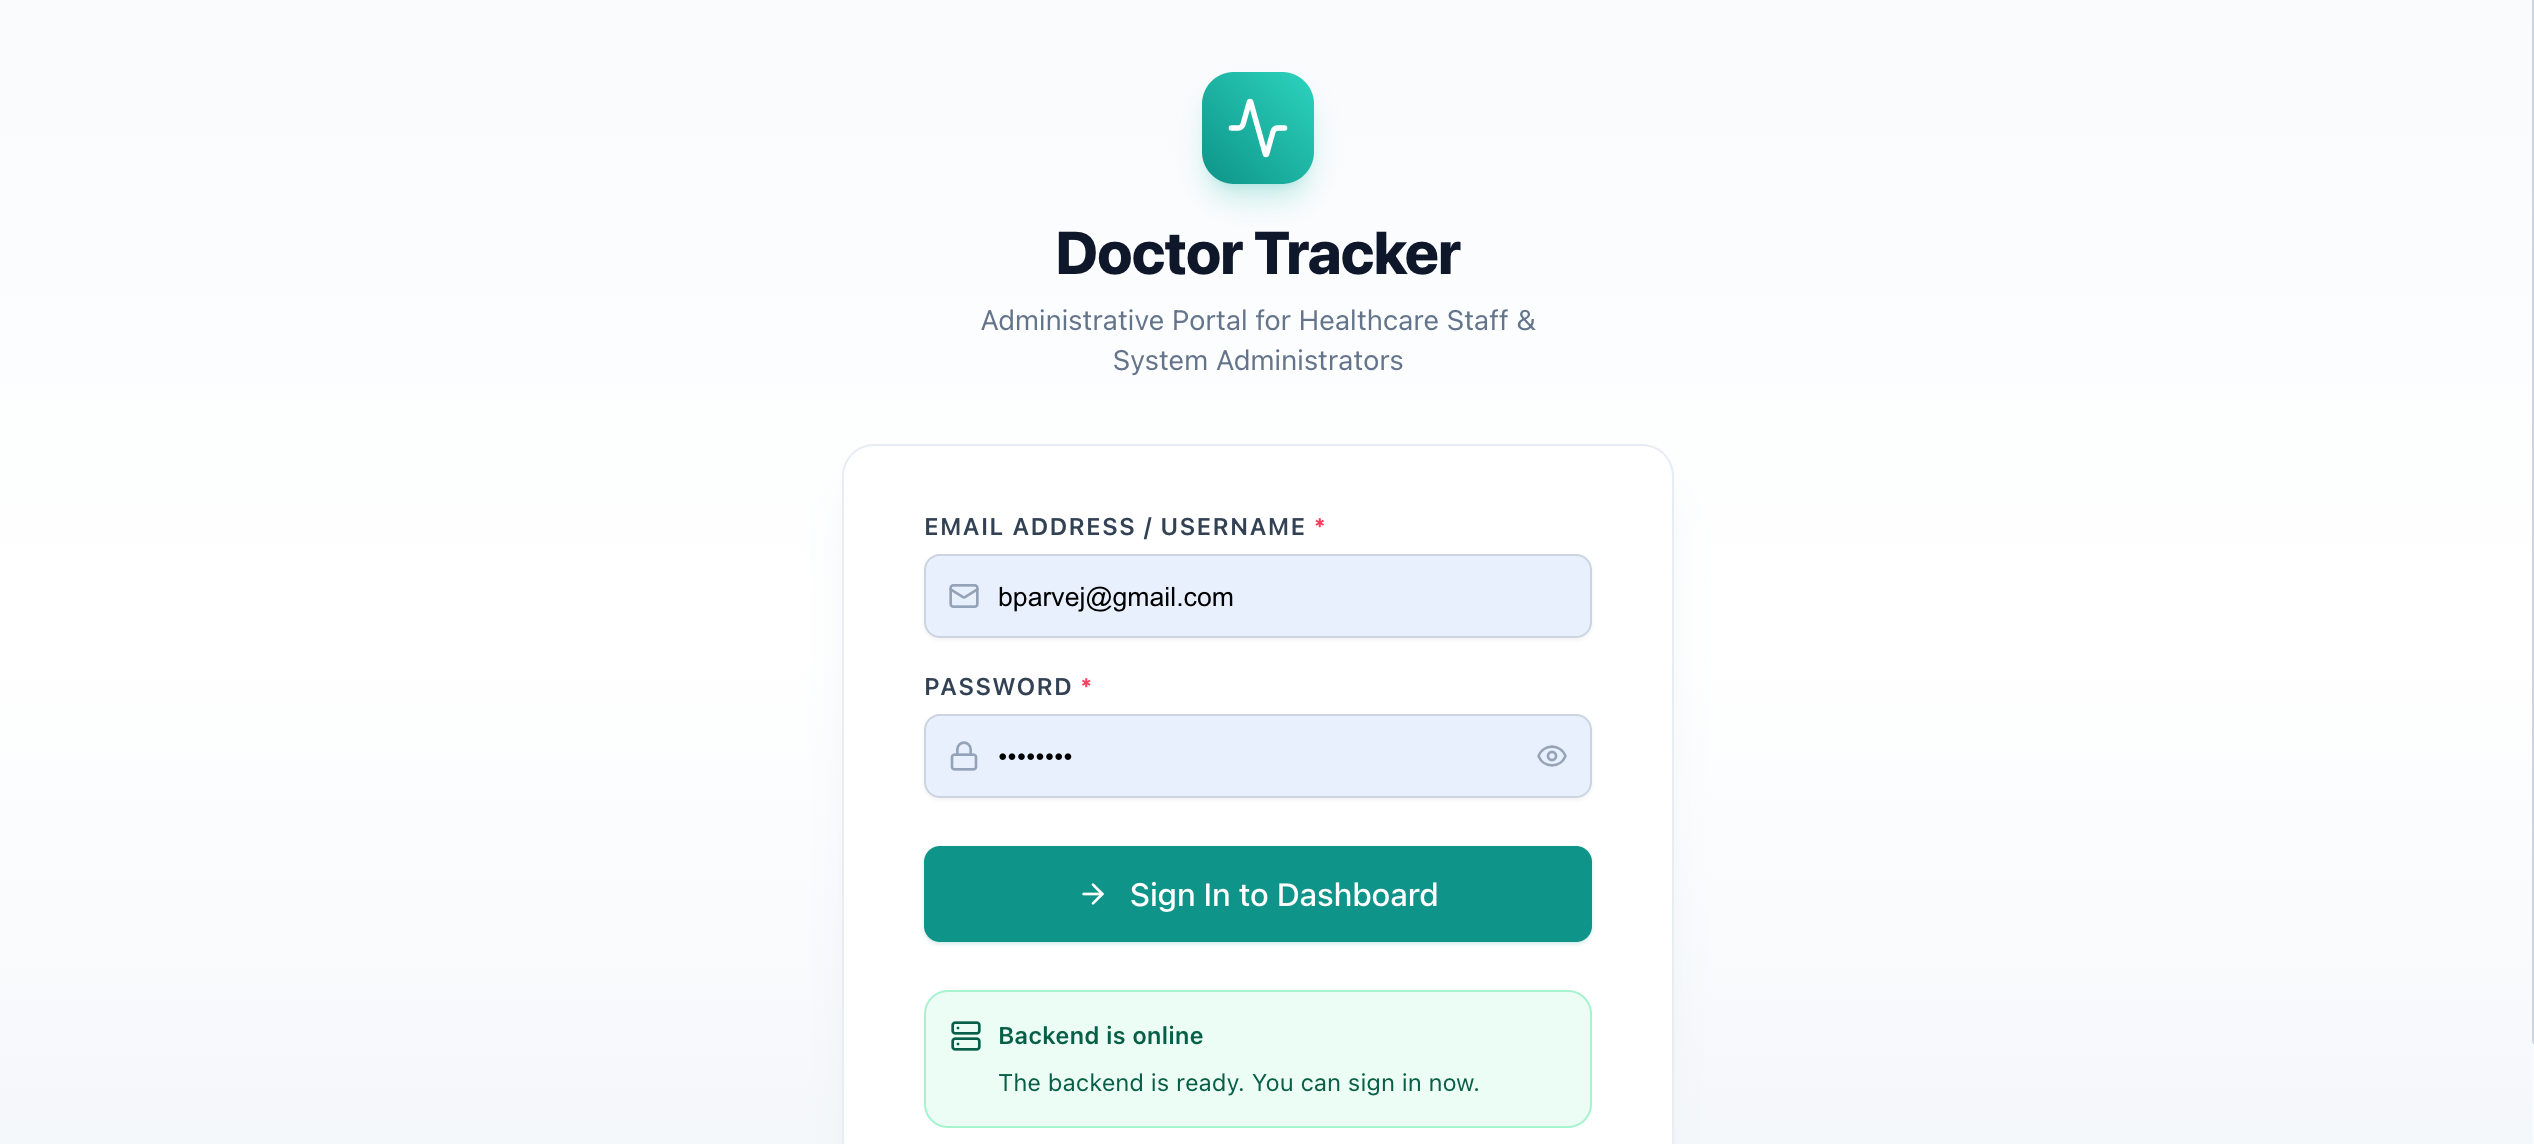 Doctor Tracker
Administrative Portal for Healthcare Staff &
System Administrators
EMAIL ADDRESS / USERNAME *
bparvej@gmail.com
PASSWORD *
••••••••
Sign In to Dashboard
Backend is online
The backend is ready. You can sign in now.